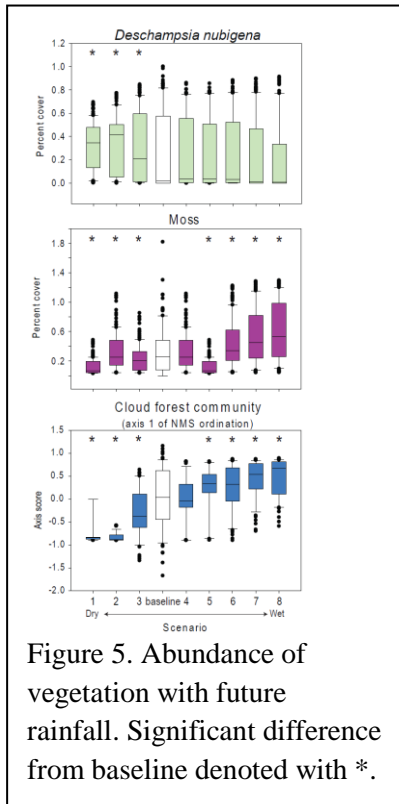 Deschampsia nubigena
1.2
* * *
1.0
0.8
0.6
0.4
0.2
0.0
Percent cover
Moss
* * * * * * *
1.8
1.4
1.0
0.6
0.2
Percent cover
Cloud forest community
(axis 1 of NMS ordination)
1.5
* * * * * * *
1.0
0.5
0.0
-0.5
-1.0
-1.5
-2.0
Axis score
1 2 3 baseline 4 5 6 7 8
Dry Wet
Scenario
Figure 5. Abundance of
vegetation with future
rainfall. Significant difference
from baseline denoted with *.